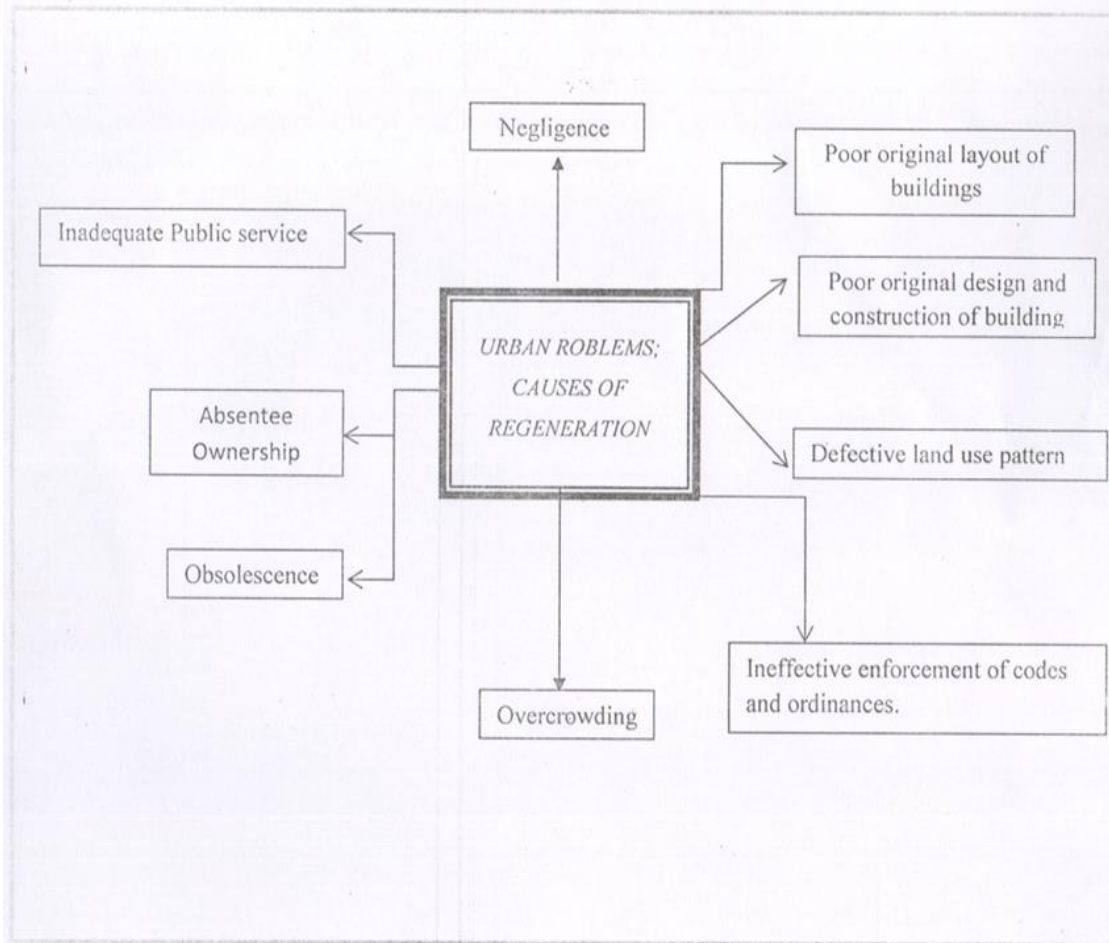 Negligence
Poor original layout of
buildings
Inadequate Public service
Poor original design and
construction of building
URBAN ROBLEMS;
CAUSES OF
REGENERATION
Absentee
Ownership
Defective land use pattern
Obsolescence
Ineffective enforcement of codes
and ordinances.
Overcrowding